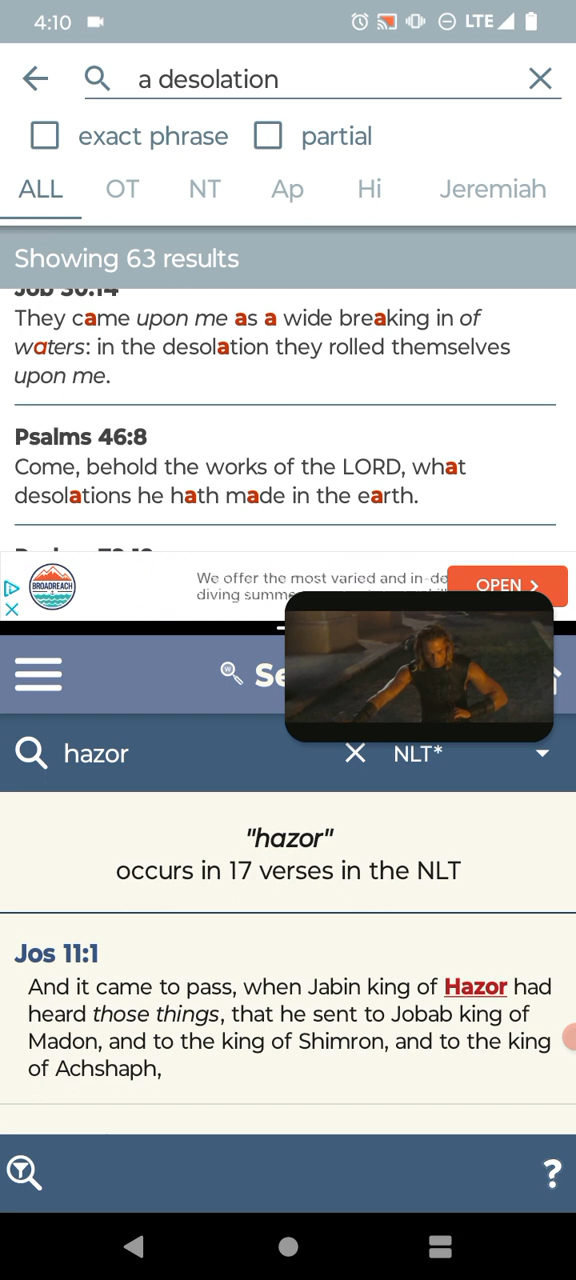 4:10 LTE
a desolation
exact phrase partial
ALL OT NT Ap Hi Jeremiah
Showing 63 results
Job 30:14
They came upon me as a wide breaking in of
waters: in the desolation they rolled themselves
upon me.
Psalms 46:8
Come, behold the works of the LORD, what
desolations he hath made in the earth.
BROADREACH
We offer the most varied and in-de
diving summe
OPEN
Se
hazor NLT*
"hazor"
occurs in 17 verses in the NLT
Jos 11:1
And it came to pass, when Jabin king of Hazor had
heard those things, that he sent to Jobab king of
Madon, and to the king of Shimron, and to the king
of Achshaph,
?